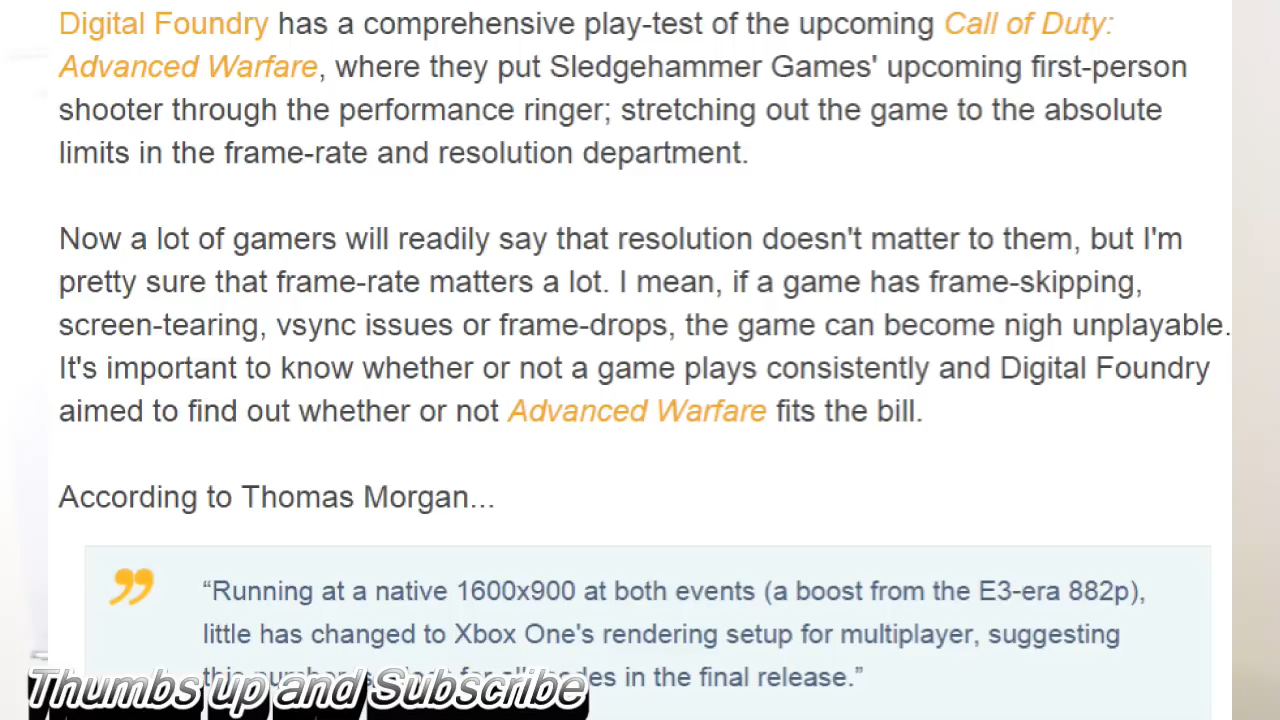 Digital Foundry has a comprehensive play-test of the upcoming Call of Duty:
Advanced Warfare, where they put Sledgehammer Games' upcoming first-person
shooter through the performance ringer; stretching out the game to the absolute
limits in the frame-rate and resolution department.
Now a lot of gamers will readily say that resolution doesn't matter to them, but I'm
pretty sure that frame-rate matters a lot. I mean, if a game has frame-skipping,
screen-tearing, vsync issues or frame-drops, the game can become nigh unplayable.
It's important to know whether or not a game plays consistently and Digital Foundry
aimed to find out whether or not Advanced Warfare fits the bill.
According to Thomas Morgan...
“Running at a native 1600x900 at both events (a boost from the E3-era 882p),
little has changed to Xbox One's rendering setup for multiplayer, suggesting
this number for all in the final release.”
Thumbs up and Subscribe